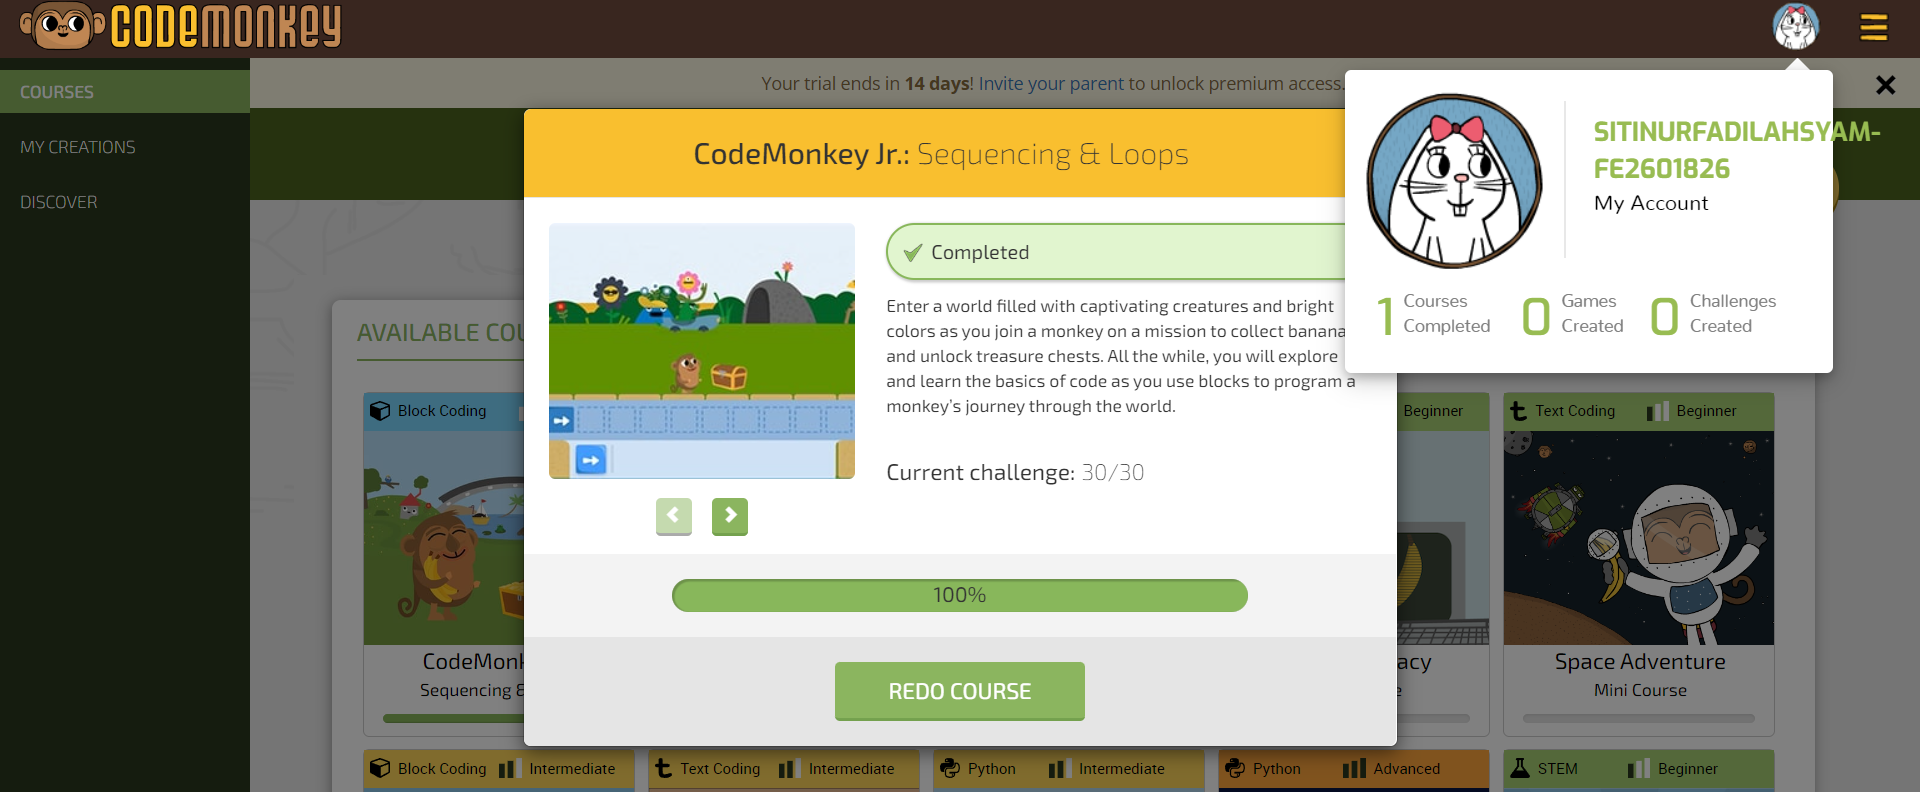 CODEMONKEY
COURSES
MY CREATIONS
DISCOVER
Your trial ends in 14 days! Invite your parent to unlock premium access.
SITINURFADILAHSYAM-
FE2601826
My Account
1 Courses Completed
0 Games Created
0 Challenges Created
CodeMonkey Jr.: Sequencing & Loops
Completed
Enter a world filled with captivating creatures and bright
colors as you join a monkey on a mission to collect banana
and unlock treasure chests. All the while, you will explore
and learn the basics of code as you use blocks to program a
monkey's journey through the world.
Current challenge: 30/30
100%
REDO COURSE
AVAILABLE COU
Block Coding
Beginner
Text Coding Beginner
CodeMonk
Sequencing &
acy
Space Adventure
Mini Course
Block Coding Intermediate
Text Coding Intermediate
Python Intermediate
Python Advanced
STEM Beginner